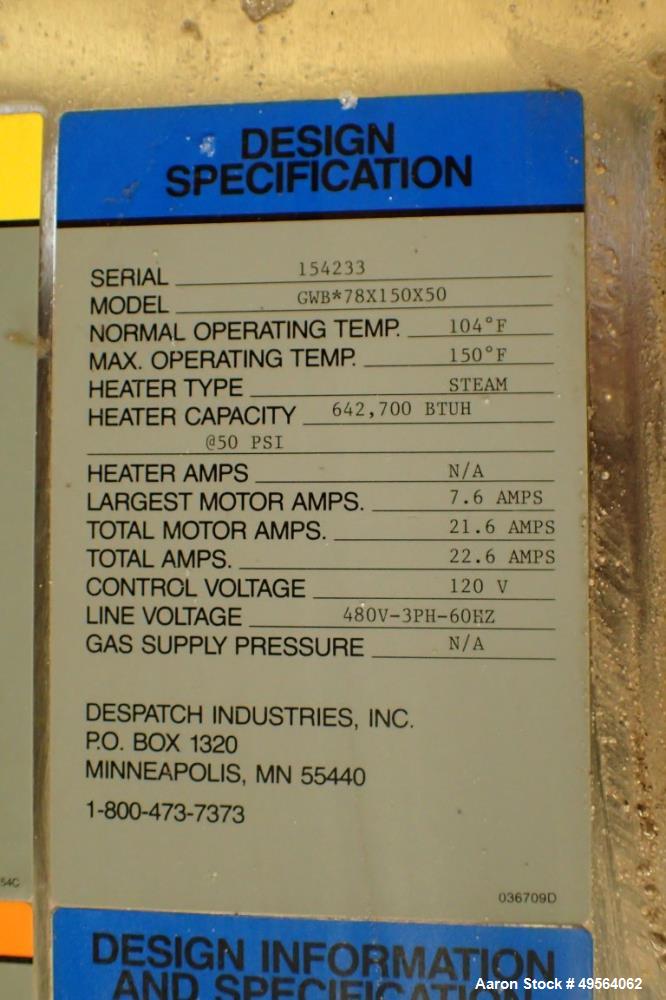 DESIGN
SPECIFICATION
SERIAL 154233
MODEL GWB*78X150X50
NORMAL OPERATING TEMP. 104°F
MAX. OPERATING TEMP. 150°F
HEATER TYPE STEAM
HEATER CAPACITY 642,700 BTUH
@50 PSI
HEATER AMPS N/A
LARGEST MOTOR AMPS. 7.6 AMPS
TOTAL MOTOR AMPS. 21.6 AMPS
TOTAL AMPS. 22.6 AMPS
CONTROL VOLTAGE 120 V
LINE VOLTAGE 480V-3PH-60HZ
GAS SUPPLY PRESSURE N/A
DESPATCH INDUSTRIES, INC.
P.O. BOX 1320
MINNEAPOLIS, MN 55440
1-800-473-7373
54C
036709D
DESIGN INFORMATION
AND
Aaron Stock # 49564062